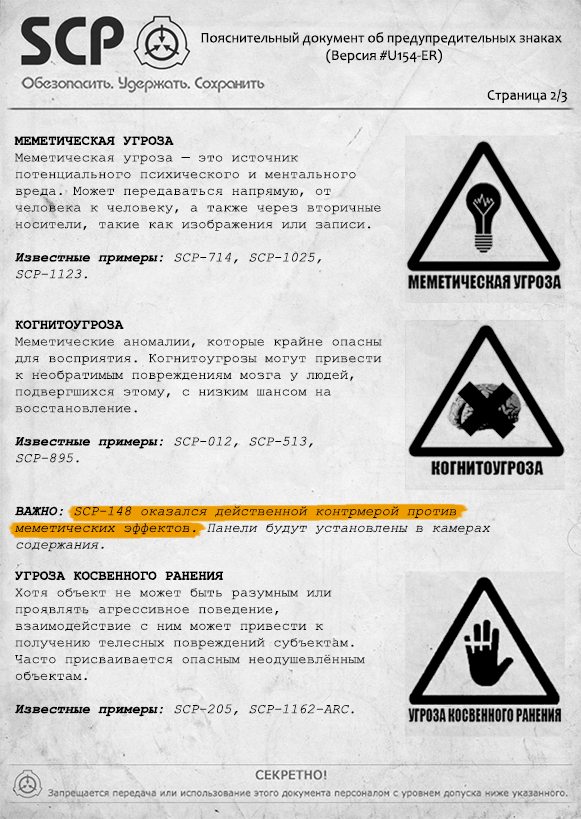 SCP
Обезопасить. Удержать. Сохранить
Пояснительный документ об предупредительных знаках
(Версия #U154-ER)
Страница 2/3
МЕМЕТИЧЕСКАЯ УГРОЗА
Меметическая угроза — это источник
потенциального психического и ментального
вреда. Может передаваться напрямую, от
человека к человеку, а также через вторичные
носители, такие как изображения или записи.
Известные примеры: SCP-714, SCP-1025,
SCP-1123.
МЕМЕТИЧЕСКАЯ УГРОЗА
КОГНИТОУГРОЗА
Меметические аномалии, которые крайне опасны
для восприятия. Когнитоугрозы могут привести
к необратимым повреждениям мозга у людей,
подвергшихся этому, с низким шансом на
восстановление.
Известные примеры: SCP-012, SCP-513,
SCP-895.
КОГНИТОУГРОЗА
ВАЖНО: SCP-148 оказался действенной контрмерой против
меметических эффектов. Панели будут установлены в камерах
содержания.
УГРОЗА КОСВЕННОГО РАНЕНИЯ
Хотя объект не может быть разумным или
проявлять агрессивное поведение,
взаимодействие с ним может привести к
получению телесных повреждений субъектам.
Часто присваивается опасным неодушевлённым
объектам.
Известные примеры: SCP-205, SCP-1162-ARC.
УГРОЗА КОСВЕННОГО РАНЕНИЯ
СЕКРЕТНО!
Запрещается передача или использование этого документа персоналом с уровнем допуска ниже указанного.